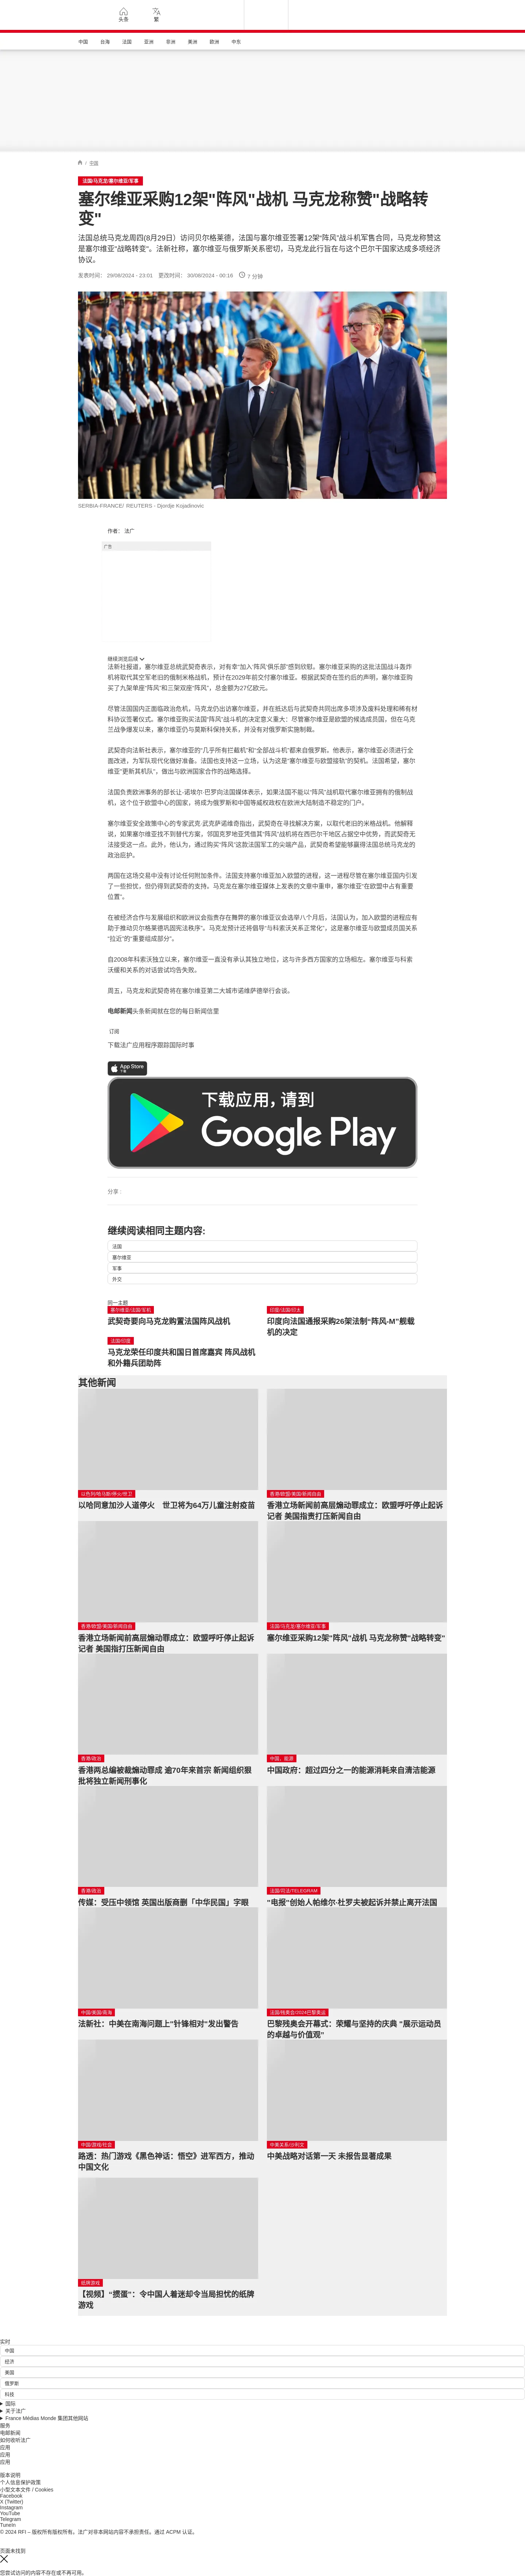 头条
繁
中国
台海
法国
亚洲
非洲
美洲
欧洲
中东
/ 法国
法国/马克龙/塞尔维亚/军事
塞尔维亚采购12架"阵风"战机 马克龙称赞"战略转变"
法国总统马克龙周四(8月29日）访问贝尔格莱德，法国与塞尔维亚签署12架“阵风”战斗机军售合同，马克龙称赞这是塞尔维亚“战略转变”。法新社称，塞尔维亚与俄罗斯关系密切，马克龙此行旨在与这个巴尔干国家达成多项经济协议。
发表时间： 29/08/2024 - 23:01 更改时间： 30/08/2024 - 00:16 7 分钟
SERBIA-FRANCE/ REUTERS - Djordje Kojadinovic
作者： 法广
广告
继续浏览后续
法新社报道，塞尔维亚总统武契奇表示，对有幸“加入‘阵风’俱乐部”感到欣慰。塞尔维亚采购的这批法国战斗轰炸机将取代其空军老旧的俄制米格战机。预计在2029年前交付塞尔维亚。根据武契奇在签约后的声明，塞尔维亚购买了九架单座“阵风”和三架双座“阵风”，总金额为27亿欧元。
尽管法国国内正面临政治危机，马克龙仍出访塞尔维亚，并在抵达后与武契奇共同出席多项涉及废料处理和稀有材料协议签署仪式。塞尔维亚购买法国“阵风”战斗机的决定意义重大：尽管塞尔维亚是欧盟的候选成员国，但在乌克兰战争爆发以来，塞尔维亚仍与莫斯科保持关系，并没有对俄罗斯实施制裁。
武契奇向法新社表示，塞尔维亚的“几乎所有拦截机”和“全部战斗机”都来自俄罗斯。他表示，塞尔维亚必须进行全面改进，为军队现代化做好准备。法国也支持这一立场，认为这是“塞尔维亚与欧盟接轨”的契机。法国希望，塞尔维亚“更新其机队”，做出与欧洲国家合作的战略选择。
法国负责欧洲事务的部长让-诺埃尔·巴罗向法国媒体表示，如果法国不能以“阵风”战机取代塞尔维亚拥有的俄制战机，这个位于欧盟中心的国家，将成为俄罗斯和中国等威权政权在欧洲大陆制造不稳定的门户。
塞尔维亚安全政策中心的专家武克·武克萨诺维奇指出，武契奇在寻找解决方案，以取代老旧的米格战机。他解释说，如果塞尔维亚找不到替代方案，邻国克罗地亚凭借其“阵风”战机将在西巴尔干地区占据空中优势，而武契奇无法接受这一点。此外，他认为，通过购买“阵风”这款法国军工的尖端产品，武契奇希望能够赢得法国总统马克龙的政治庇护。
两国在这场交易中没有讨论任何附加条件。法国支持塞尔维亚加入欧盟的进程，这一进程尽管在塞尔维亚国内引发了一些担忧，但仍得到武契奇的支持。马克龙在塞尔维亚媒体上发表的文章中重申，塞尔维亚“在欧盟中占有重要位置”。
在被经济合作与发展组织和欧洲议会指责存在舞弊的塞尔维亚议会选举八个月后，法国认为，加入欧盟的进程应有助于推动贝尔格莱德巩固宪法秩序”。马克龙预计还将倡导“与科索沃关系正常化”，这是塞尔维亚与欧盟成员国关系“拉近”的“重要组成部分”。
自2008年科索沃独立以来，塞尔维亚一直没有承认其独立地位，这与许多西方国家的立场相左。塞尔维亚与科索沃缓和关系的对话尝试均告失败。
周五，马克龙和武契奇将在塞尔维亚第二大城市诺维萨德举行会谈。
电邮新闻头条新闻就在您的每日新闻信里
订阅
下载法广应用程序跟踪国际时事
App Store
下载应用，请到
Google Play
分享：
继续阅读相同主题内容:
法国
塞尔维亚
军事
外交
同一主题
塞尔维亚/法国/军机
武契奇要向马克龙购置法国阵风战机
印度/法国/印太
印度向法国通报采购26架法制"阵风-M"舰载机的决定
法国/印度
马克龙荣任印度共和国日首席嘉宾 阵风战机和外籍兵团助阵
其他新闻
以色列/哈马斯/停火/世卫
以哈同意加沙人道停火　世卫将为64万儿童注射疫苗
香港/欧盟/美国/新闻自由
香港立场新闻前高层煽动罪成立：欧盟呼吁停止起诉记者 美国指责打压新闻自由
香港/欧盟/美国/新闻自由
香港立场新闻前高层煽动罪成立：欧盟呼吁停止起诉记者 美国指打压新闻自由
法国/马克龙/塞尔维亚/军事
塞尔维亚采购12架"阵风"战机 马克龙称赞"战略转变"
香港/政治
香港两总编被裁煽动罪成 逾70年来首宗 新闻组织狠批将独立新闻刑事化
中国，能源
中国政府：超过四分之一的能源消耗来自清洁能源
香港/政治
传媒：受压中领馆 英国出版商删「中华民国」字眼
法国/司法/TELEGRAM
“电报”创始人帕维尔·杜罗夫被起诉并禁止离开法国
中国/美国/南海
法新社：中美在南海问题上"针锋相对"发出警告
法国/残奥会/2024巴黎奥运
巴黎残奥会开幕式：荣耀与坚持的庆典 "展示运动员的卓越与价值观"
中国/游戏/社会
路透：热门游戏《黑色神话：悟空》进军西方，推动中国文化
中美关系/沙利文
中美战略对话第一天 未报告显著成果
纸牌游戏
【视频】“掼蛋”：令中国人着迷却令当局担忧的纸牌游戏
实时
中国
经济
美国
俄罗斯
科技
国际
关于法广
France Médias Monde 集团其他网站
服务
电邮新闻
如何收听法广
应用
应用
应用
版本说明
个人信息保护政策
小型文本文件 / Cookies
Facebook
X (Twitter)
Instagram
YouTube
Telegram
TuneIn
© 2024 RFI – 版权所有版权所有。法广对非本网站内容不承担责任。通过 ACPM 认证。
页面未找到
您尝试访问的内容不存在或不再可用。